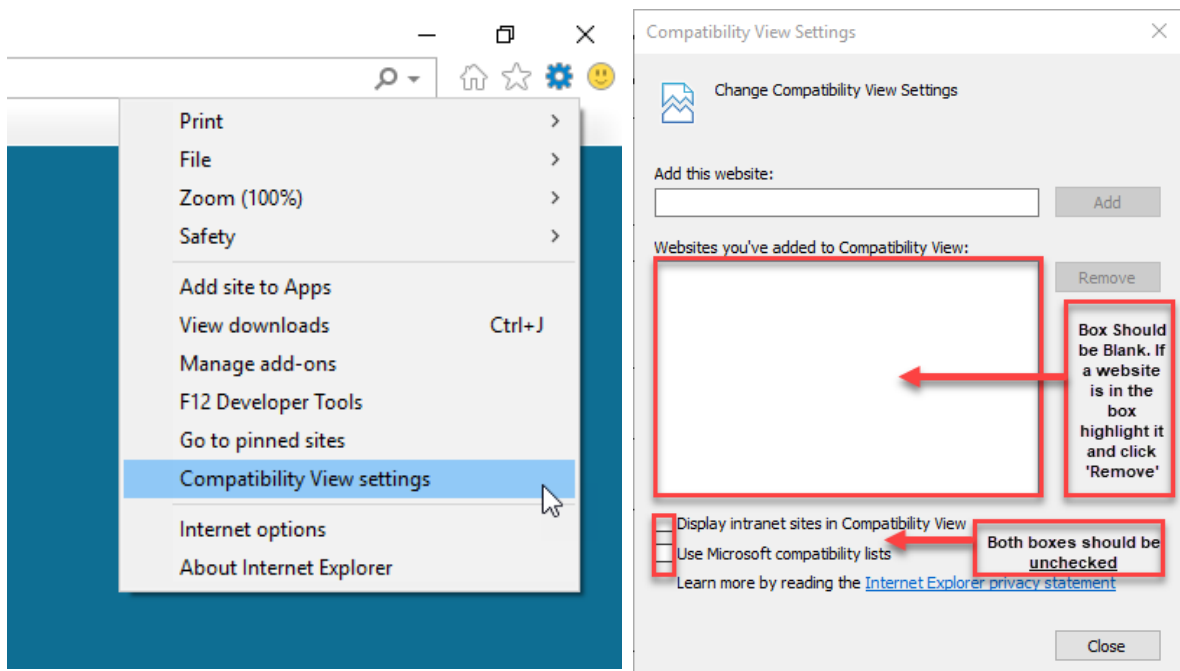 Print
File
Zoom (100%)
Safety
Add site to Apps
View downloads Ctrl+J
Manage add-ons
F12 Developer Tools
Go to pinned sites
Compatibility View settings
Internet options
About Internet Explorer
Compatibility View Settings
Change Compatibility View Settings
Add this website:
Add
Websites you've added to Compatibility View:
Remove
Box Should
be Blank. If
a website
is in the
box
highlight it
and click
'Remove'
Display intranet sites in Compatibility View
Use Microsoft compatibility lists
Both boxes should be
unchecked
Learn more by reading the Internet Explorer privacy statement
Close